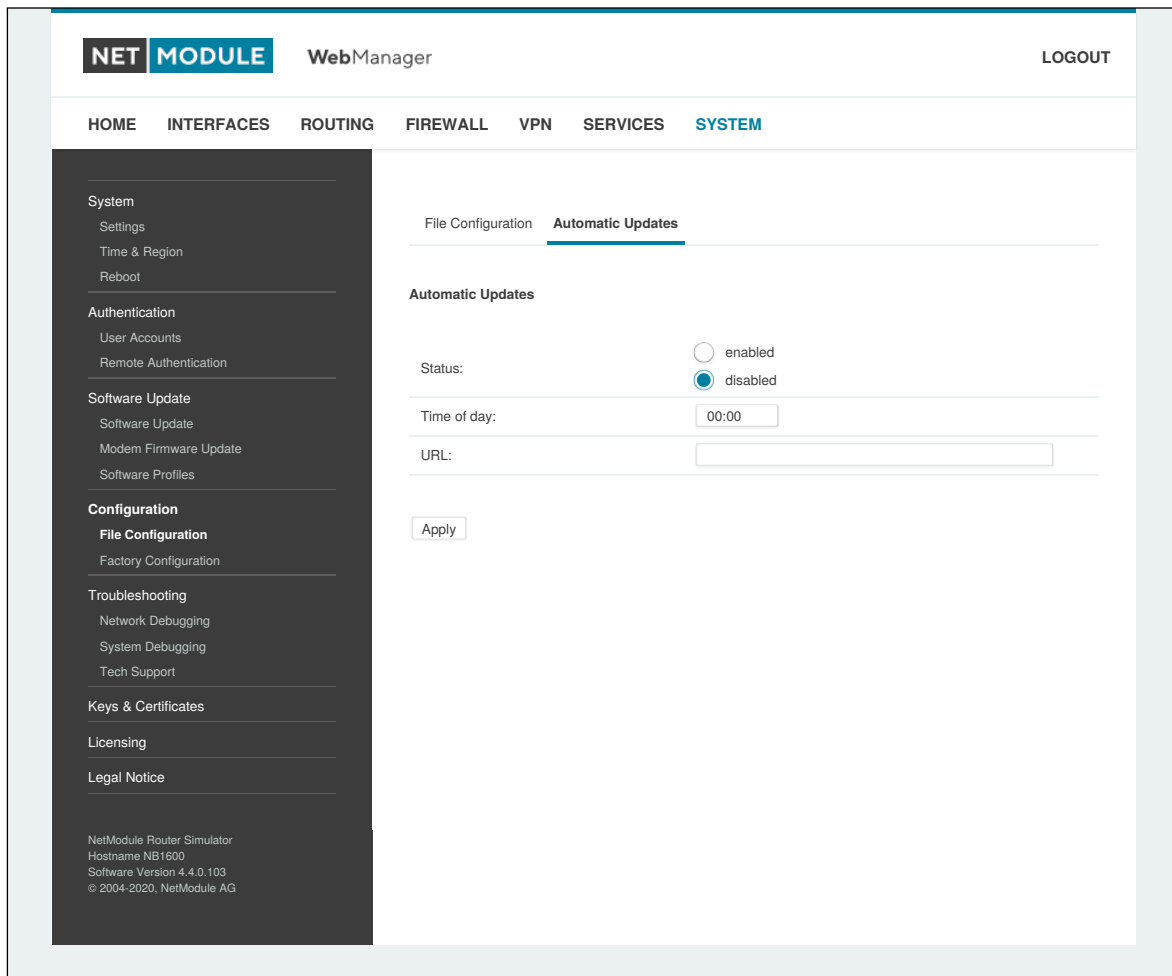 NET MODULE WebManager LOGOUT
HOME INTERFACES ROUTING FIREWALL VPN SERVICES SYSTEM
System
Settings
Time & Region
Reboot
Authentication
User Accounts
Remote Authentication
Software Update
Software Update
Modem Firmware Update
Software Profiles
Configuration
File Configuration
Factory Configuration
Troubleshooting
Network Debugging
System Debugging
Tech Support
Keys & Certificates
Licensing
Legal Notice
NetModule Router Simulator
Hostname NB1600
Software Version 4.4.0.103
© 2004-2020, NetModule AG
File Configuration Automatic Updates
Automatic Updates
Status:
enabled
disabled
Time of day: 00:00
URL:
Apply